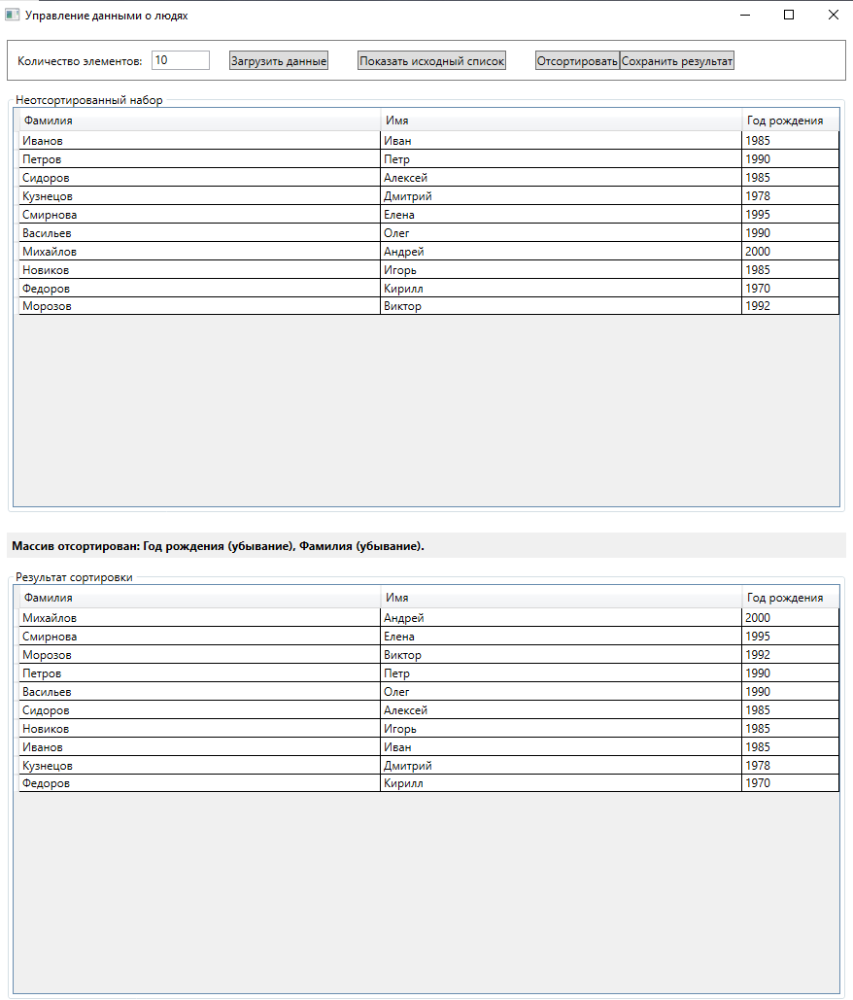 Управление данными о людях
Количество элементов: 10 Загрузить данные Показать исходный список Отсортировать Сохранить результат
Неотсортированный набор
Фамилия Имя Год рождения
Иванов Иван 1985
Петров Петр 1990
Сидоров Алексей 1985
Кузнецов Дмитрий 1978
Смирнова Елена 1995
Васильев Олег 1990
Михайлов Андрей 2000
Новиков Игорь 1985
Федоров Кирилл 1970
Морозов Виктор 1992
Массив отсортирован: Год рождения (убывание), Фамилия (убывание).
Результат сортировки
Фамилия Имя Год рождения
Михайлов Андрей 2000
Смирнова Елена 1995
Морозов Виктор 1992
Петров Петр 1990
Васильев Олег 1990
Сидоров Алексей 1985
Новиков Игорь 1985
Иванов Иван 1985
Кузнецов Дмитрий 1978
Федоров Кирилл 1970